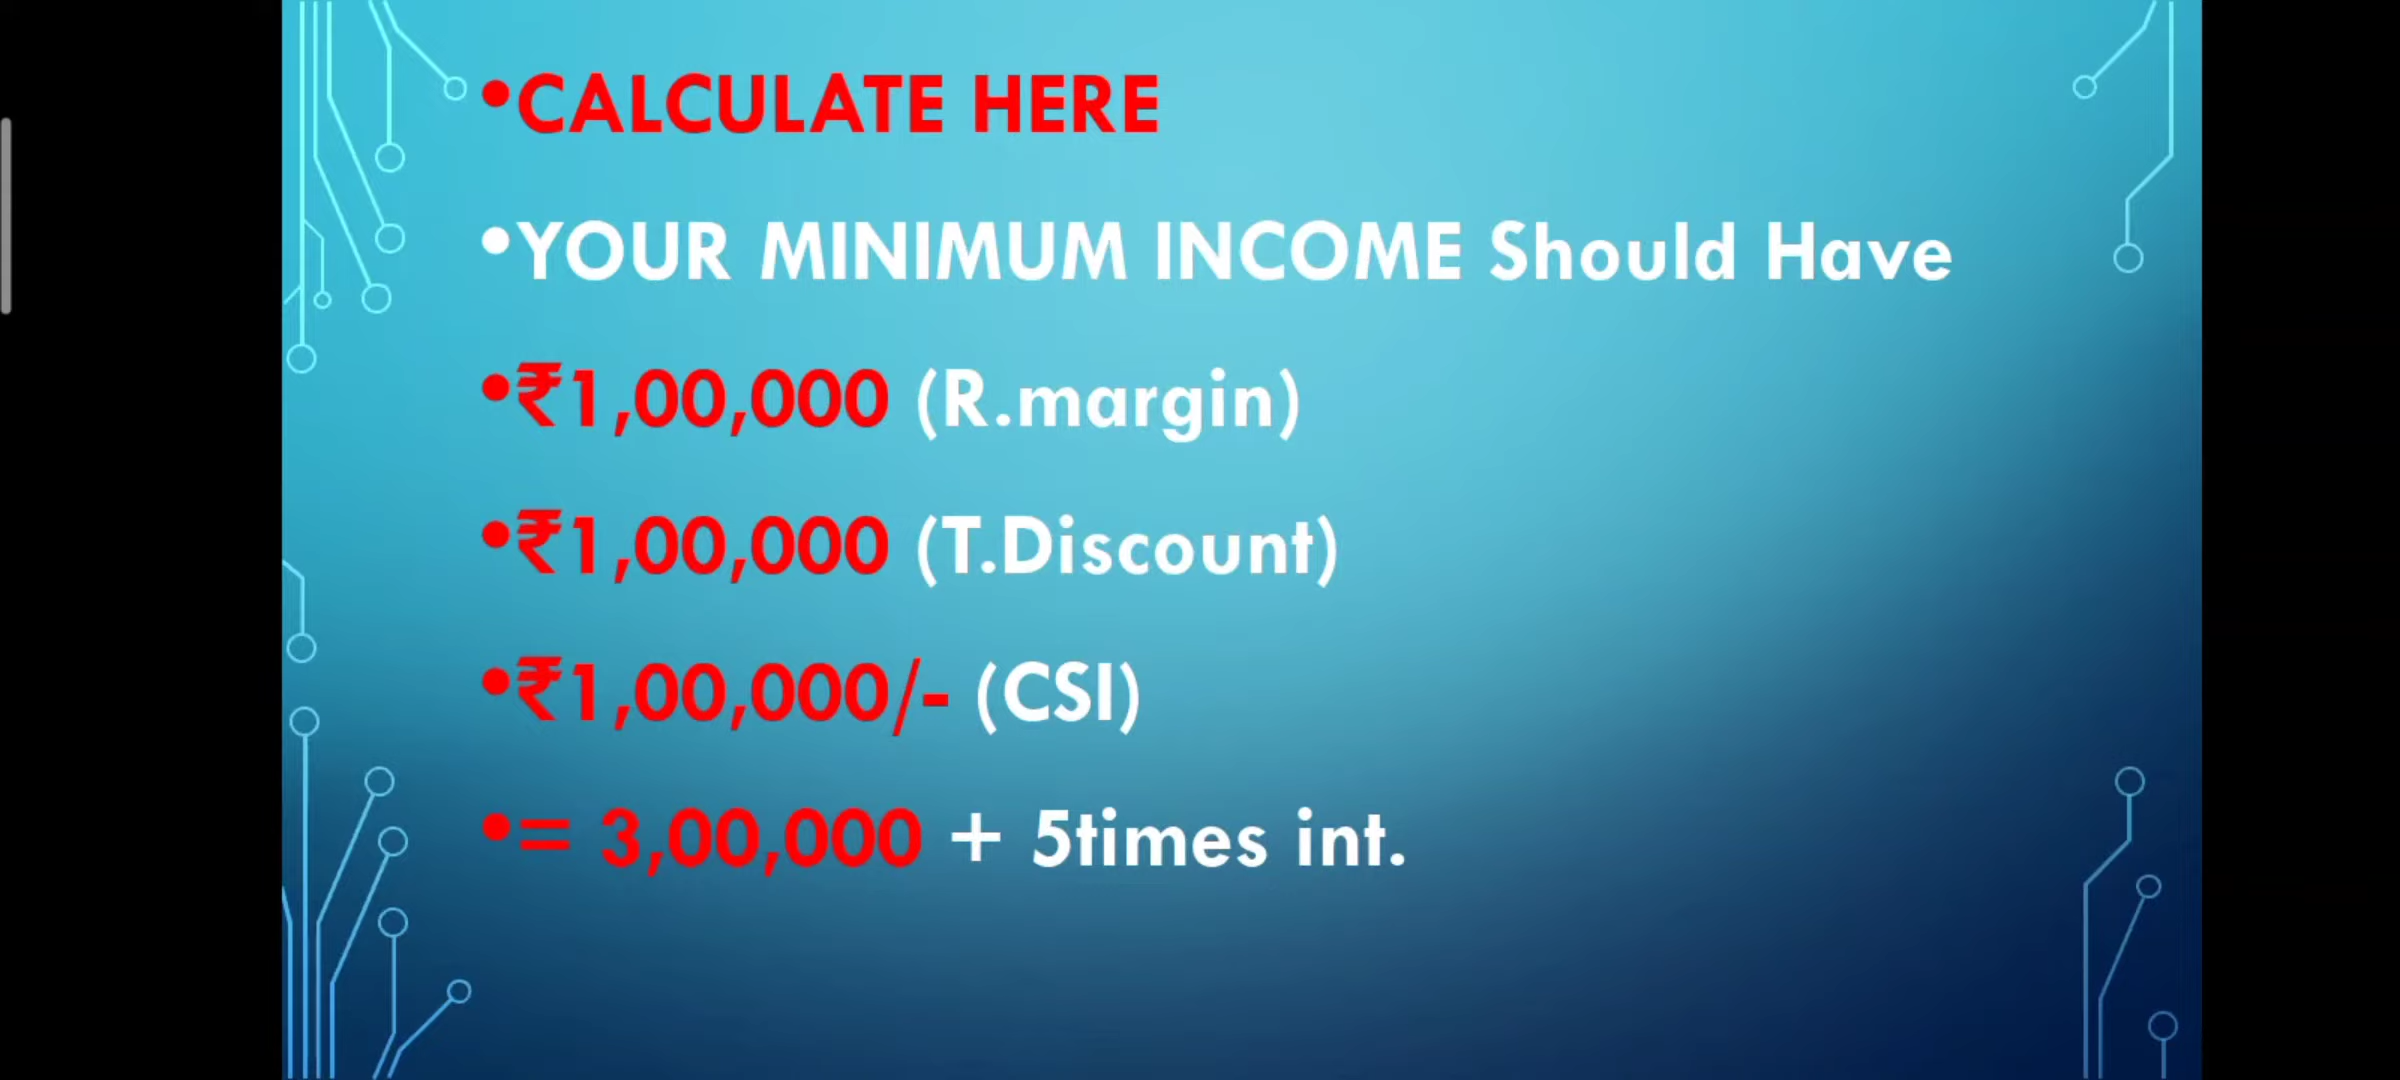 •CALCULATE HERE
•YOUR MINIMUM INCOME Should Have
•₹1,00,000 (R.margin)
•₹1,00,000 (T.Discount)
•₹1,00,000/- (CSI)
•= 3,00,000 + 5times int.